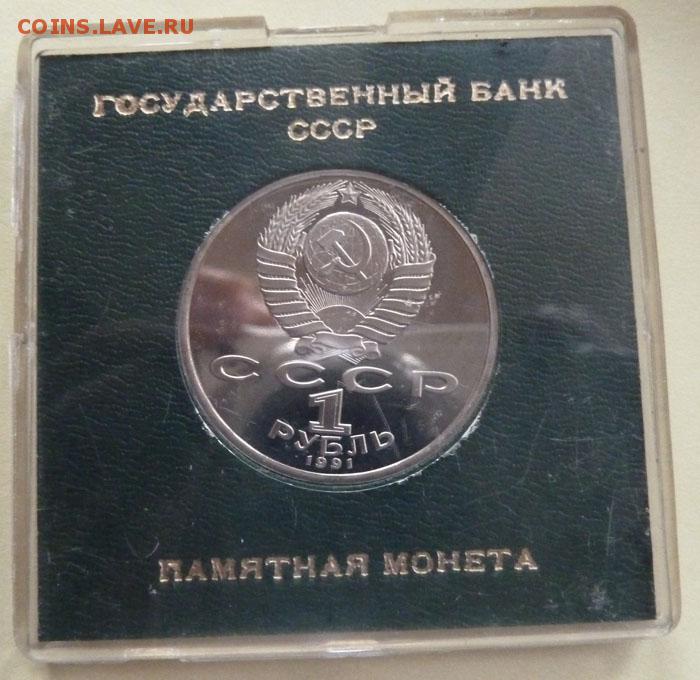 COINS.LAVE.RU
ГОСУДАРСТВЕННЫЙ БАНК
СССР
СССР
1
РУБЛЬ
1991
ПАМЯТНАЯ МОНЕТА